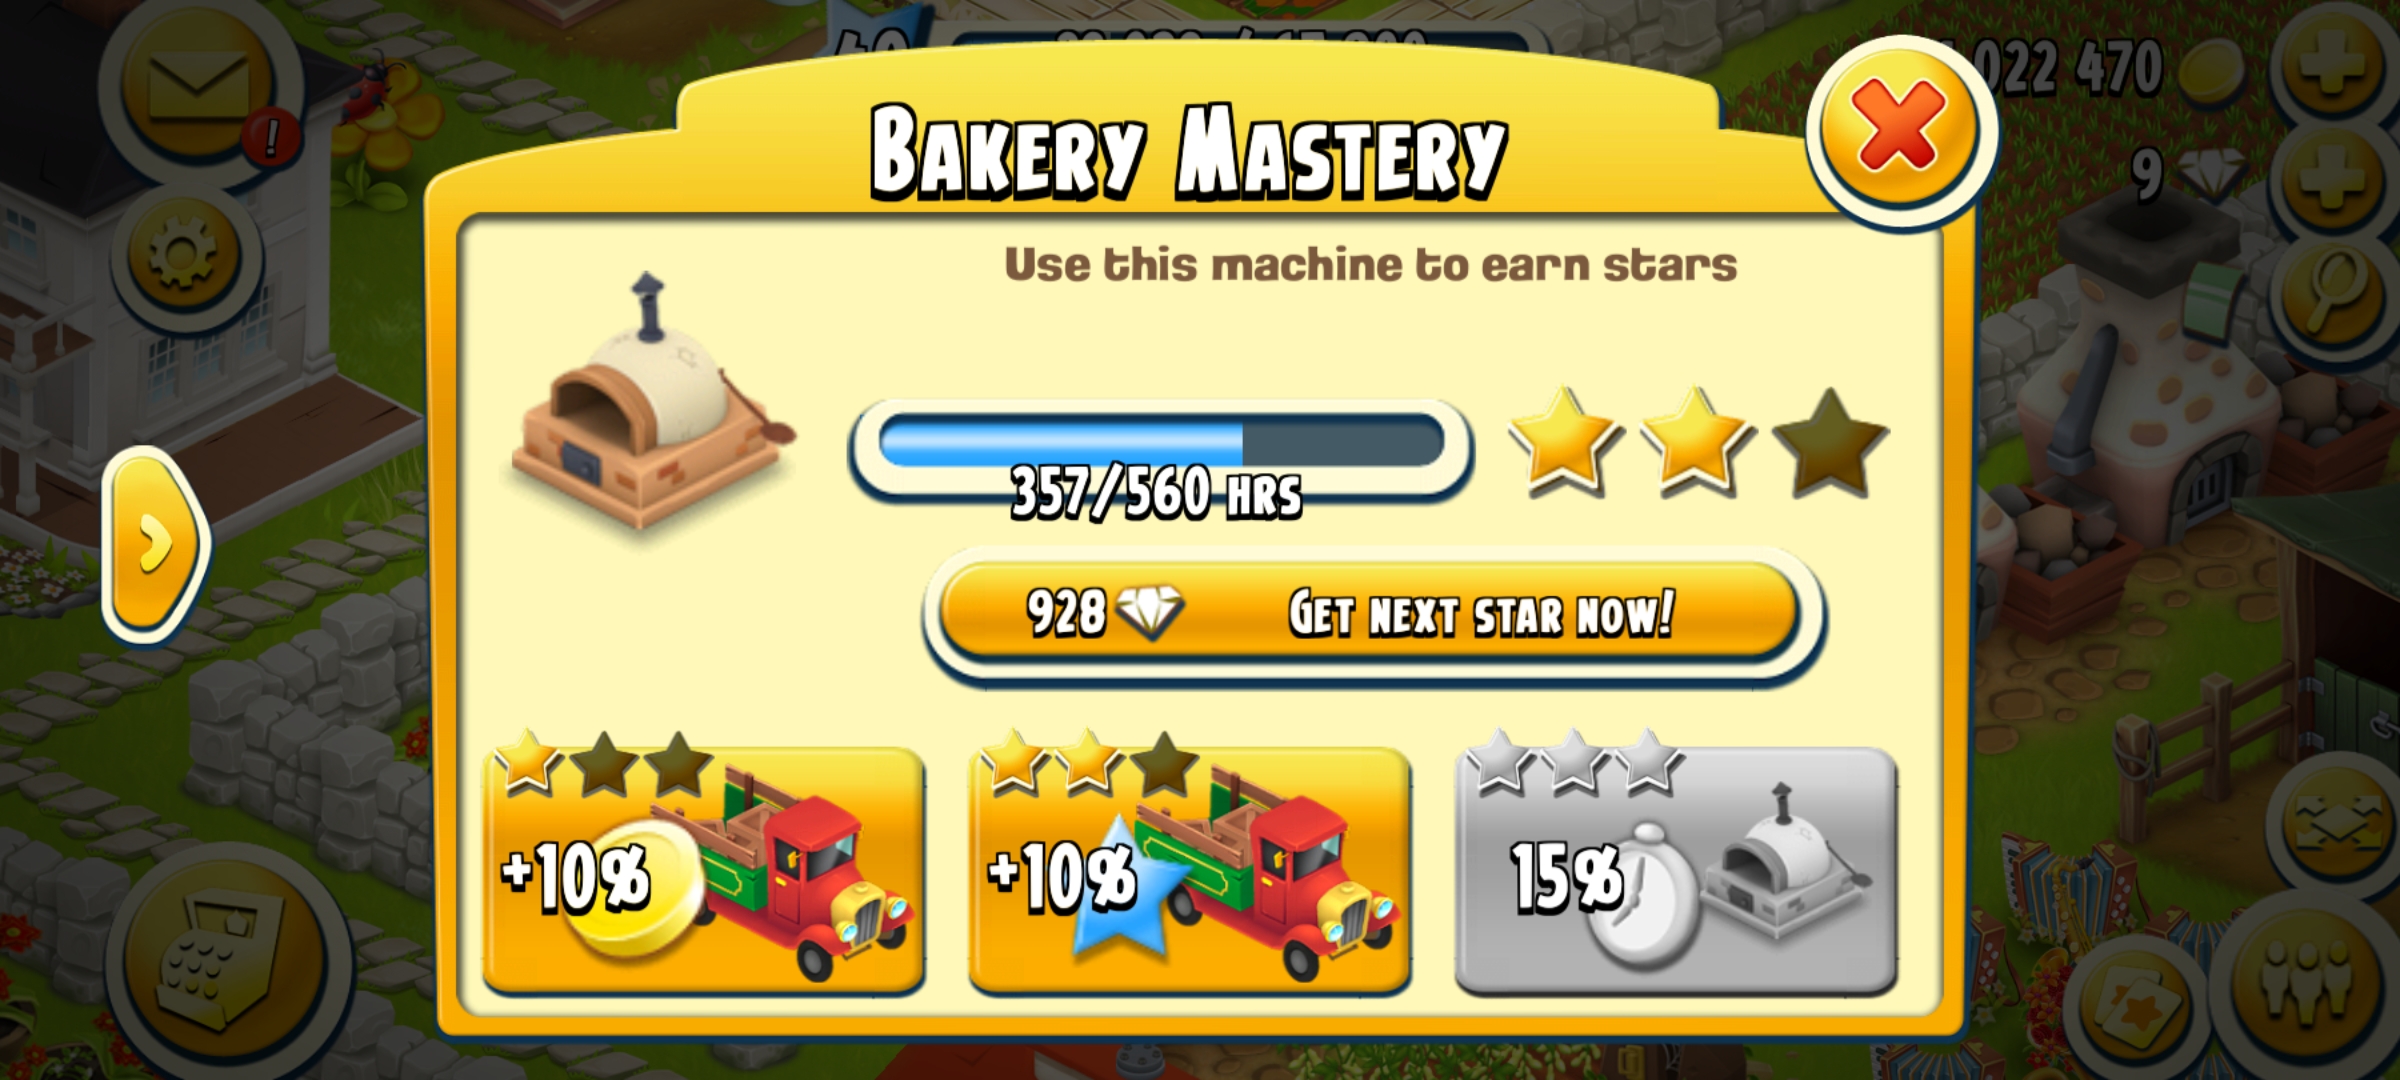 022 470
BAKERY MASTERY
!
9
Use this machine to earn stars
357/560 HRS
928 GET NEXT STAR NOW!
+10%
+10%
15%